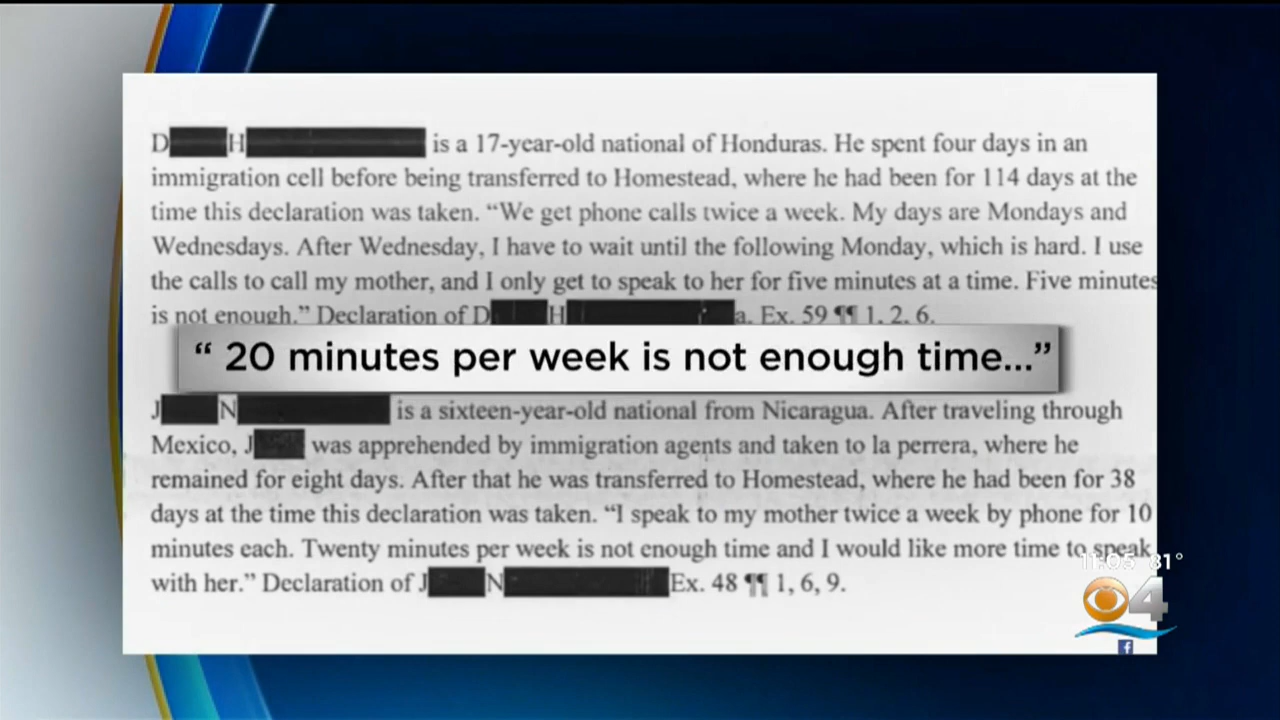 D H is a 17-year-old national of Honduras. He spent four days in an
immigration cell before being transferred to Homestead, where he had been for 114 days at the
time this declaration was taken. “We get phone calls twice a week. My days are Mondays and
Wednesdays. After Wednesday, I have to wait until the following Monday, which is hard. I use
the calls to call my mother, and I only get to speak to her for five minutes at a time. Five minutes
is not enough.” Declaration of D H a. Ex. 59 ¶¶ 1, 2, 6.
“ 20 minutes per week is not enough time...”
J N is a sixteen-year-old national from Nicaragua. After traveling through
Mexico, J was apprehended by immigration agents and taken to la perrera, where he
remained for eight days. After that he was transferred to Homestead, where he had been for 38
days at the time this declaration was taken. “I speak to my mother twice a week by phone for 10
minutes each. Twenty minutes per week is not enough time and I would like more time to speak
with her.” Declaration of J N Ex. 48 ¶¶ 1, 6, 9.
11:05 81°
4
f